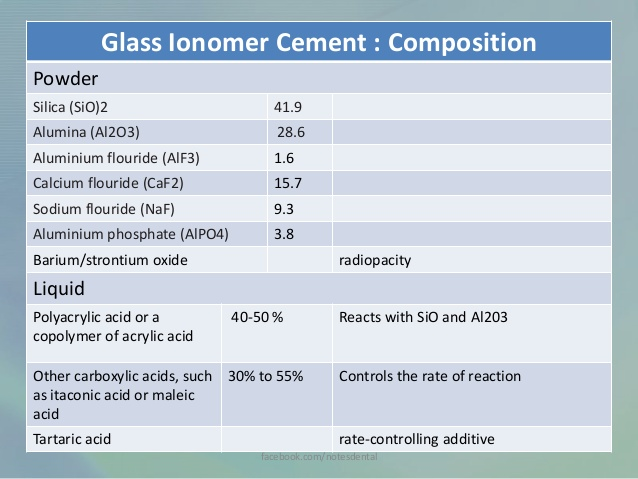 Glass Ionomer Cement : Composition
Powder
Silica (SiO)2 41.9
Alumina (Al2O3) 28.6
Aluminium flouride (AlF3) 1.6
Calcium flouride (CaF2) 15.7
Sodium flouride (NaF) 9.3
Aluminium phosphate (AlPO4) 3.8
Barium/strontium oxide radiopacity
Liquid
Polyacrylic acid or a 40-50 % Reacts with SiO and Al203
copolymer of acrylic acid
Other carboxylic acids, such 30% to 55% Controls the rate of reaction
as itaconic acid or maleic
acid
Tartaric acid rate-controlling additive
facebook.com/notesdental